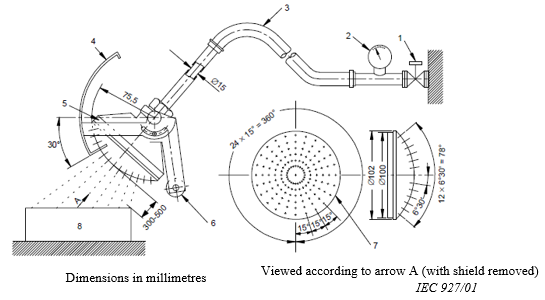 4
3
2
1
75,5
Ø15
5
30°
A
24 × 15° = 360°
Ø102
Ø100
6°30'
12 × 6°30' = 78°
300-500
6
15° 15° 15°
7
8
Dimensions in millimetres
Viewed according to arrow A (with shield removed)
IEC 927/01